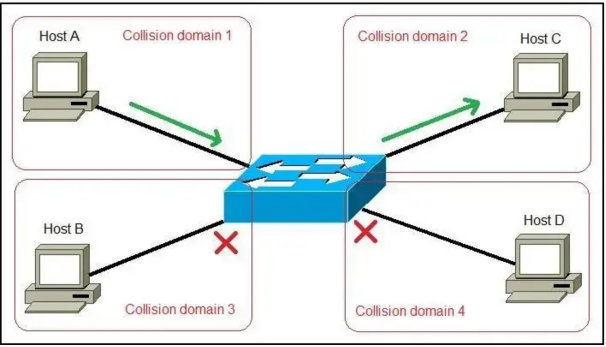 Host A
Collision domain 1
Collision domain 2
Host C
Host B
Collision domain 3
Host D
Collision domain 4